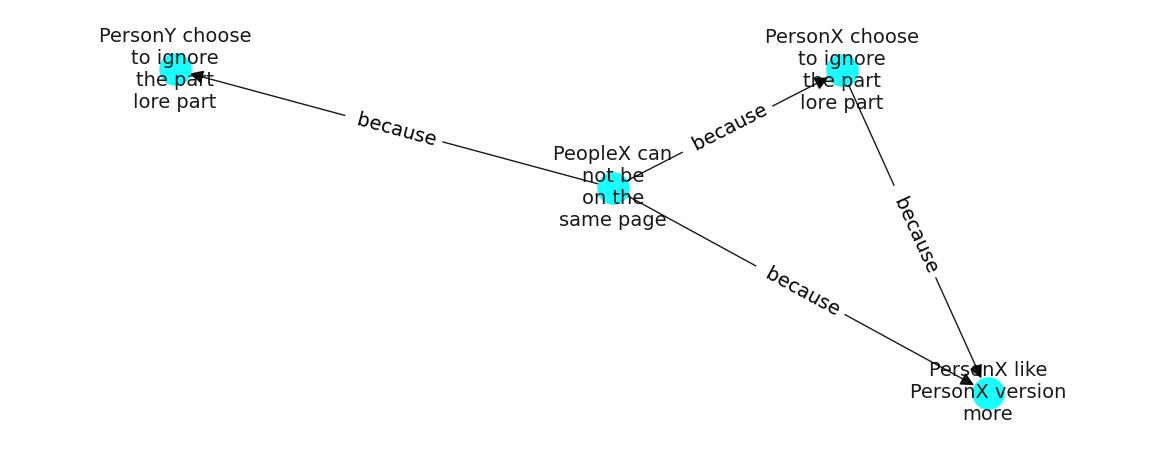 PersonY choose
to ignore
the part
lore part
PersonX choose
to ignore
the part
lore part
because
because
PeopleX can
not be
on the
same page
because
because
PersonX like
PersonX version
more